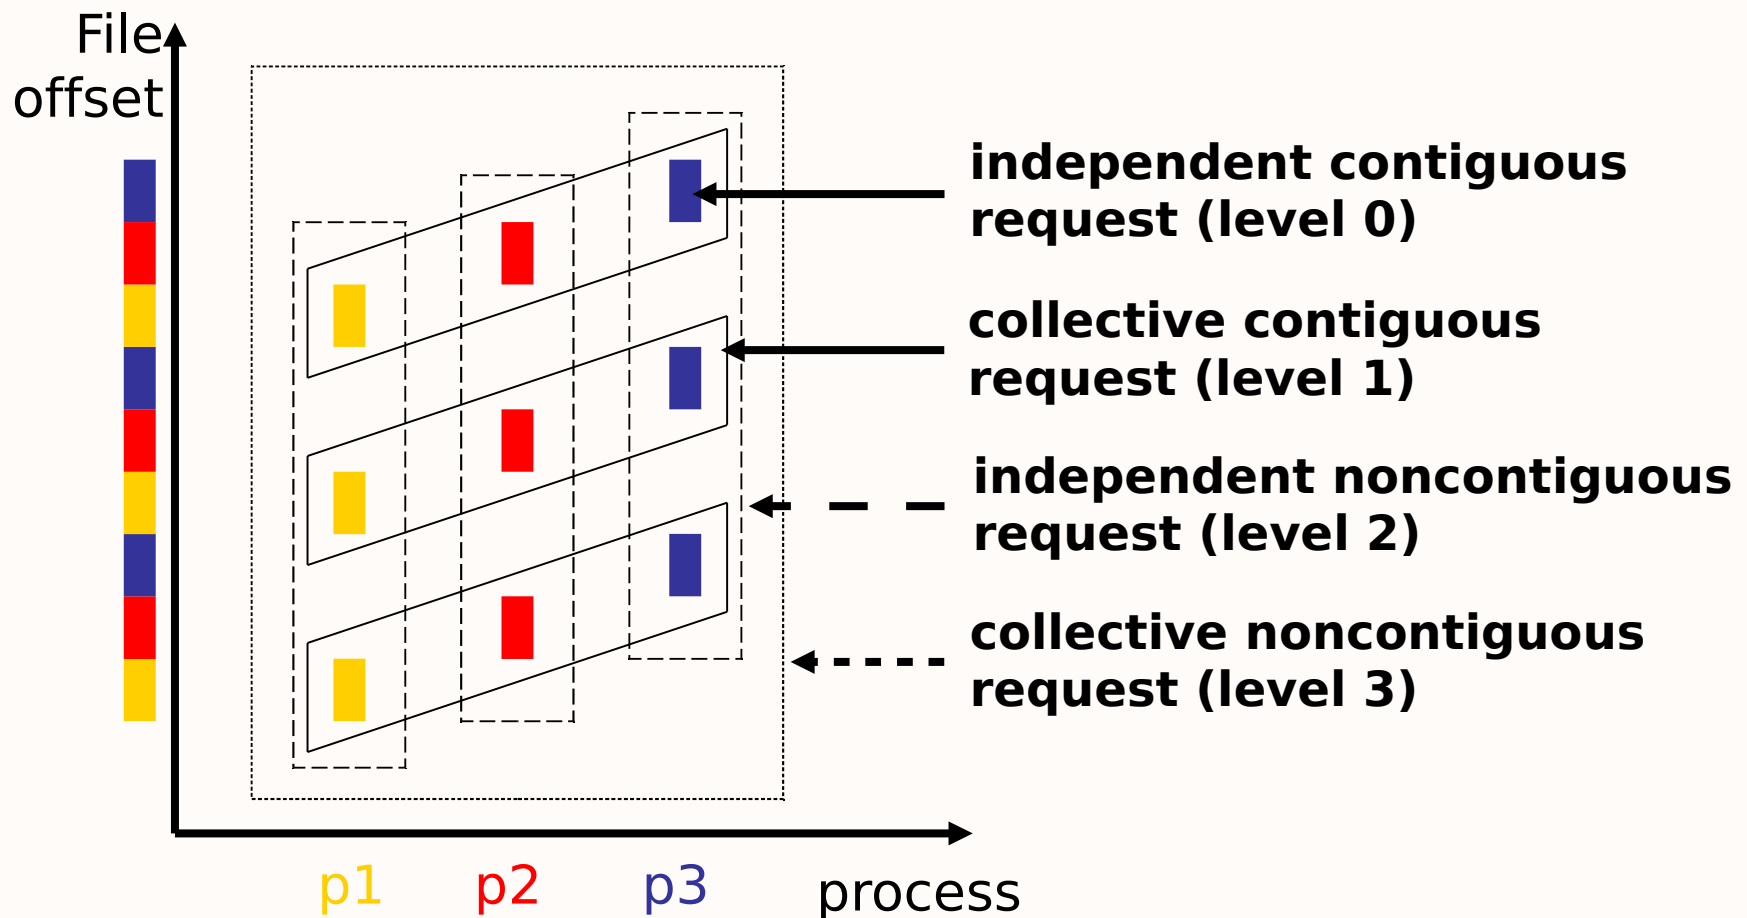 File
offset
independent contiguous
request (level 0)
collective contiguous
request (level 1)
independent noncontiguous
request (level 2)
collective noncontiguous
request (level 3)
p1 p2 p3 process